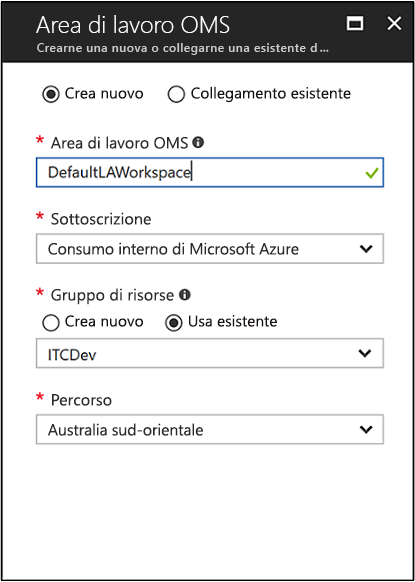 Area di lavoro OMS
Crearne una nuova o collegarne una esistente d...
Crea nuovo Collegamento esistente
* Area di lavoro OMS
DefaultLAWorkspace
* Sottoscrizione
Consumo interno di Microsoft Azure
* Gruppo di risorse
Crea nuovo Usa esistente
ITCDev
* Percorso
Australia sud-orientale